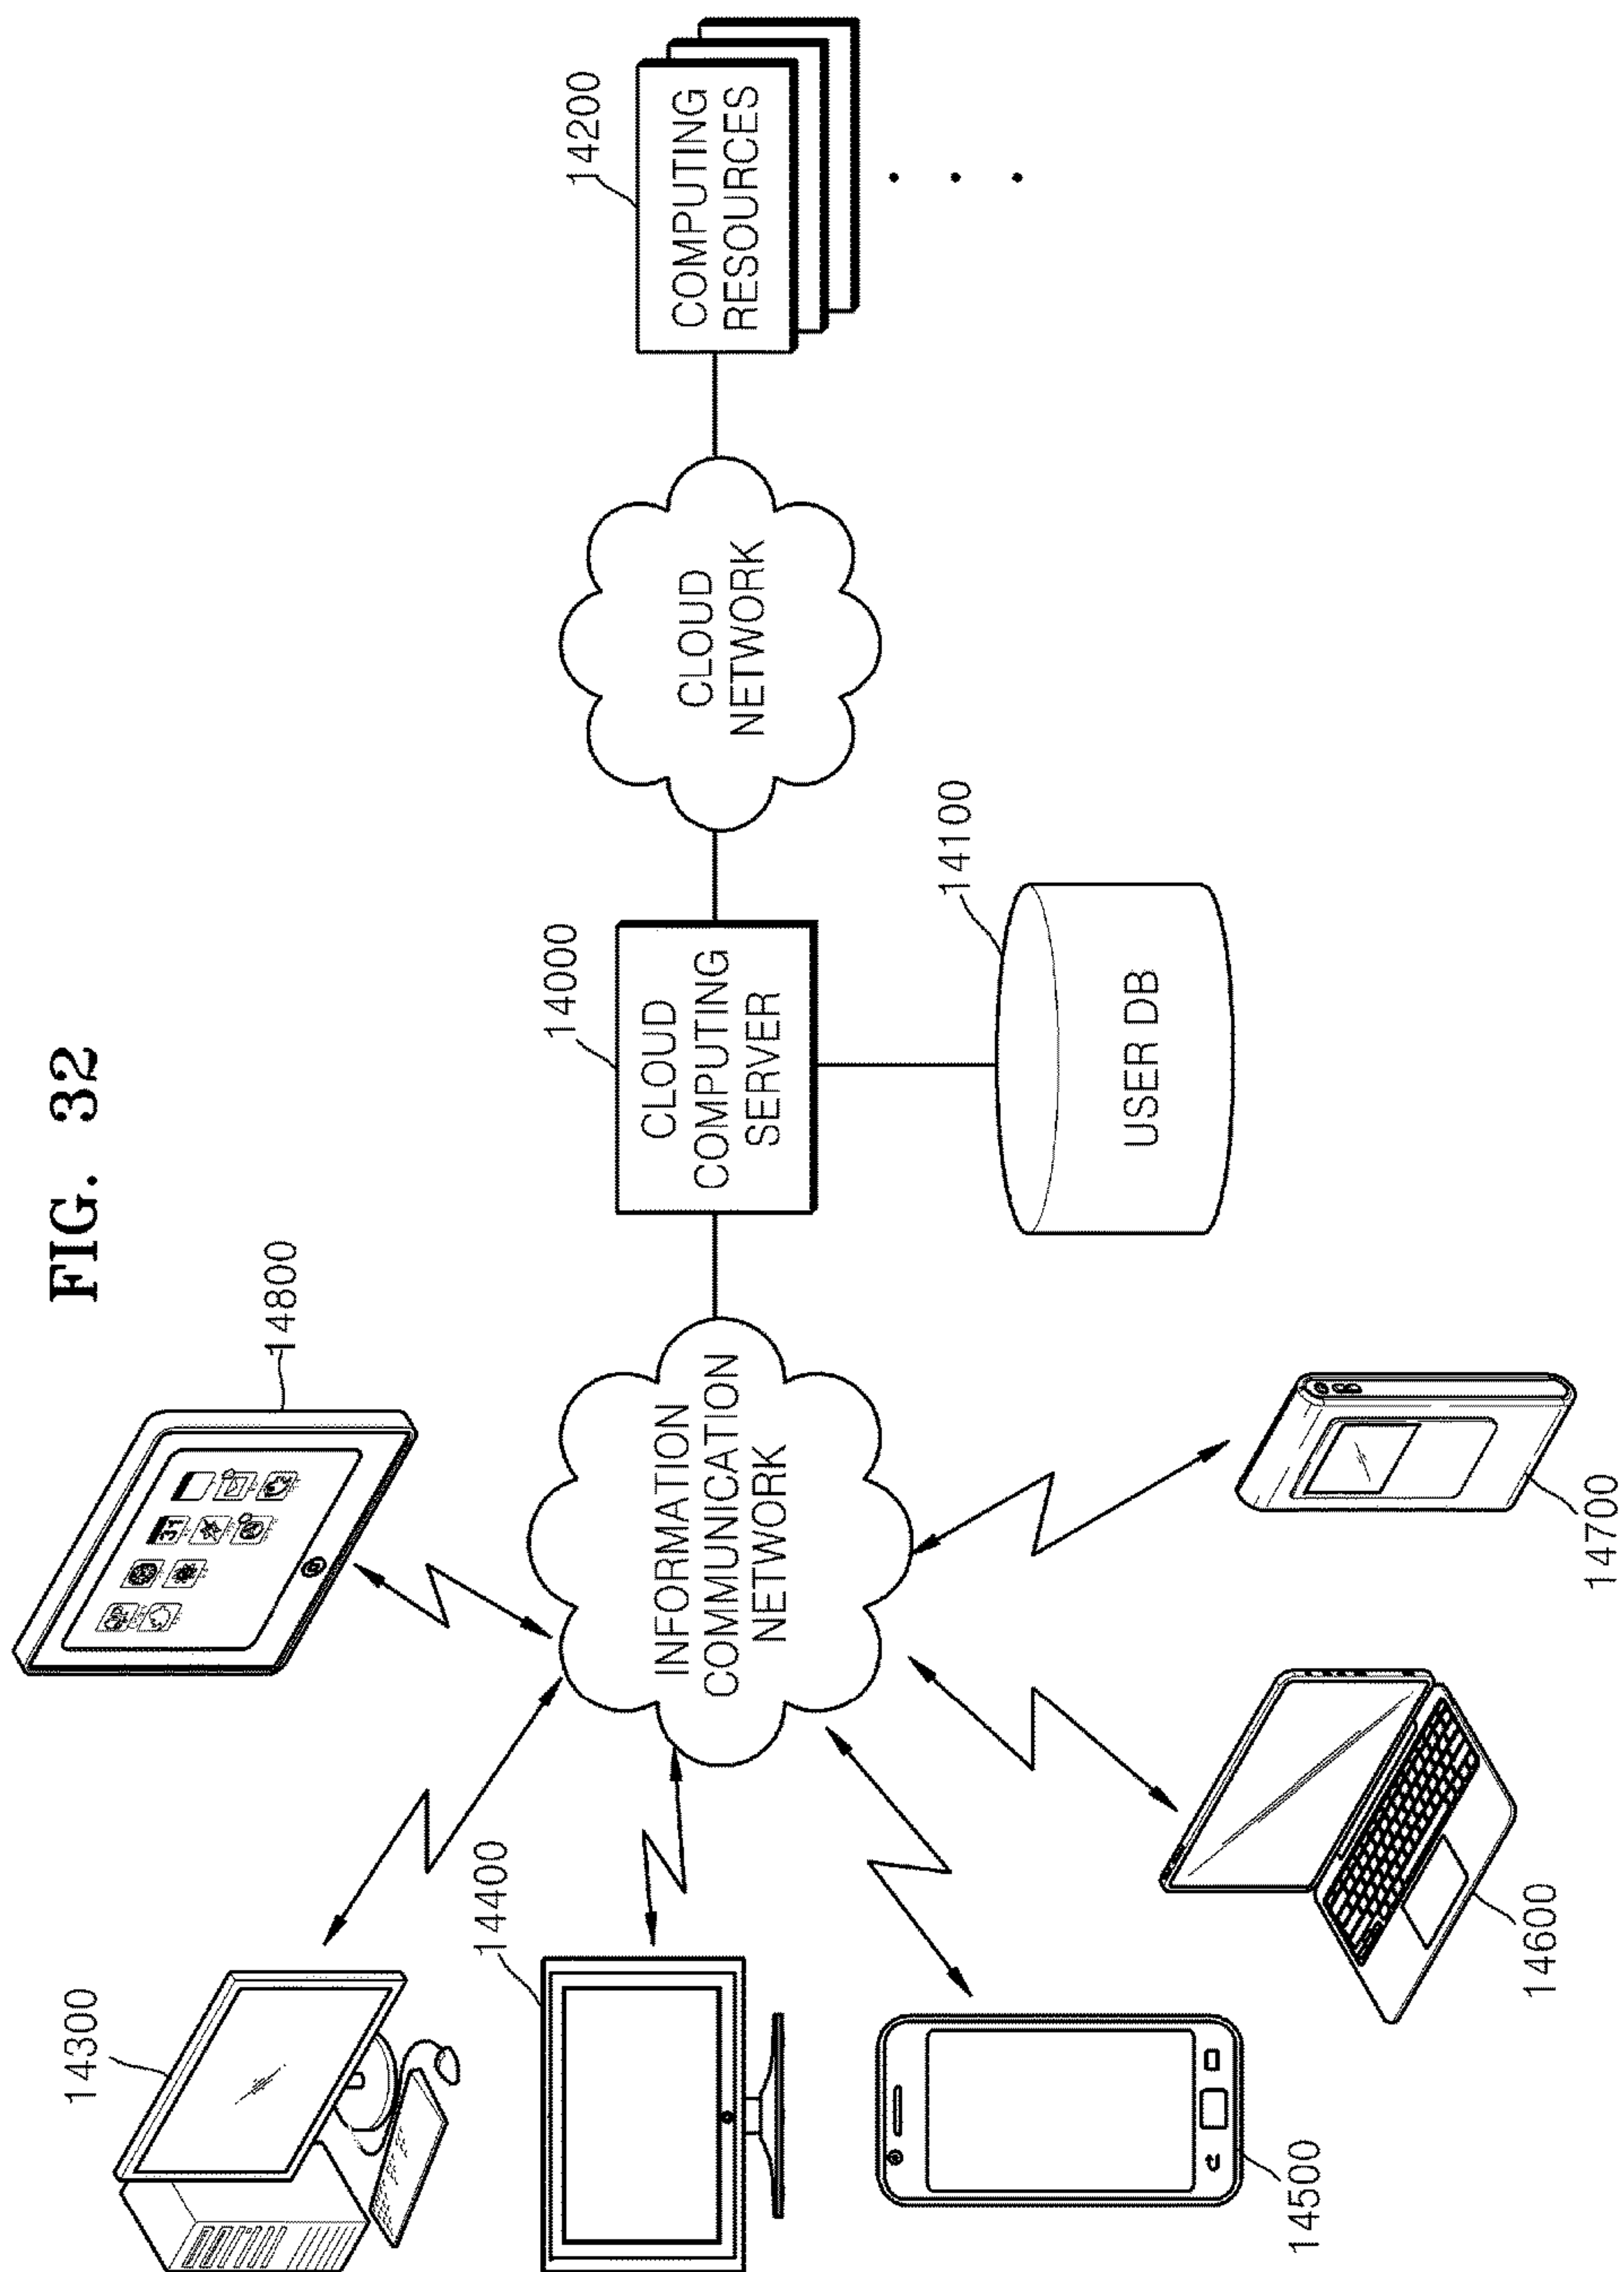 FIG. 32
14800
14300
14400
14500
14600
14700
INFORMATION
COMMUNICATION
NETWORK
14000
CLOUD
COMPUTING
SERVER
14100
USER DB
CLOUD
NETWORK
14200
COMPUTING
RESOURCES
31